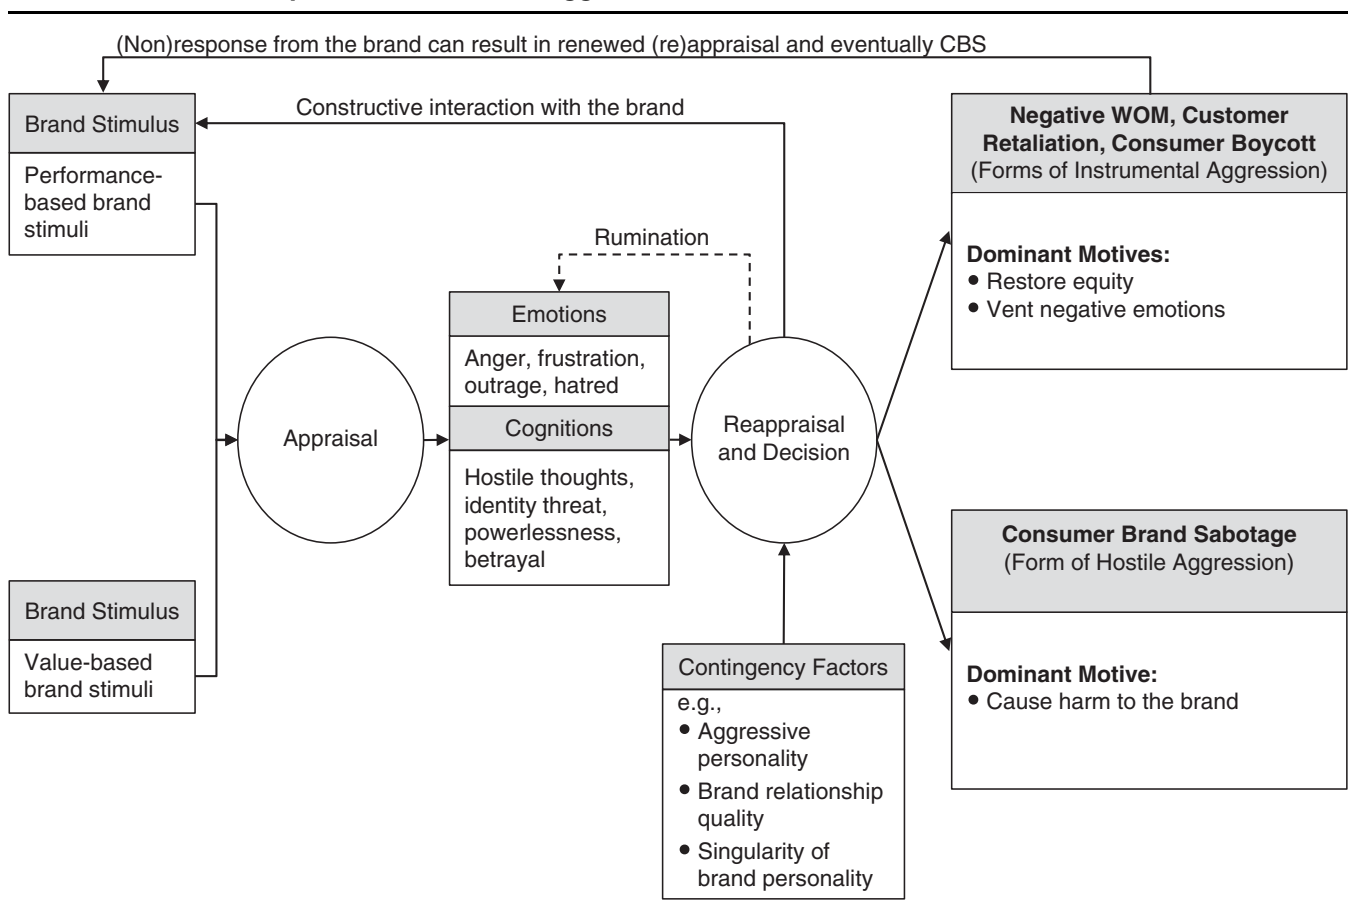 (Non)response from the brand can result in renewed (re)appraisal and eventually CBS
Constructive interaction with the brand
Brand Stimulus
Performance-
based brand
stimuli
Brand Stimulus
Value-based
brand stimuli
Appraisal
Rumination
Emotions
Anger, frustration,
outrage, hatred
Cognitions
Hostile thoughts,
identity threat,
powerlessness,
betrayal
Reappraisal
and Decision
Contingency Factors
e.g.,
● Aggressive
personality
● Brand relationship
quality
● Singularity of
brand personality
Negative WOM, Customer
Retaliation, Consumer Boycott
(Forms of Instrumental Aggression)
Dominant Motives:
● Restore equity
● Vent negative emotions
Consumer Brand Sabotage
(Form of Hostile Aggression)
Dominant Motive:
● Cause harm to the brand